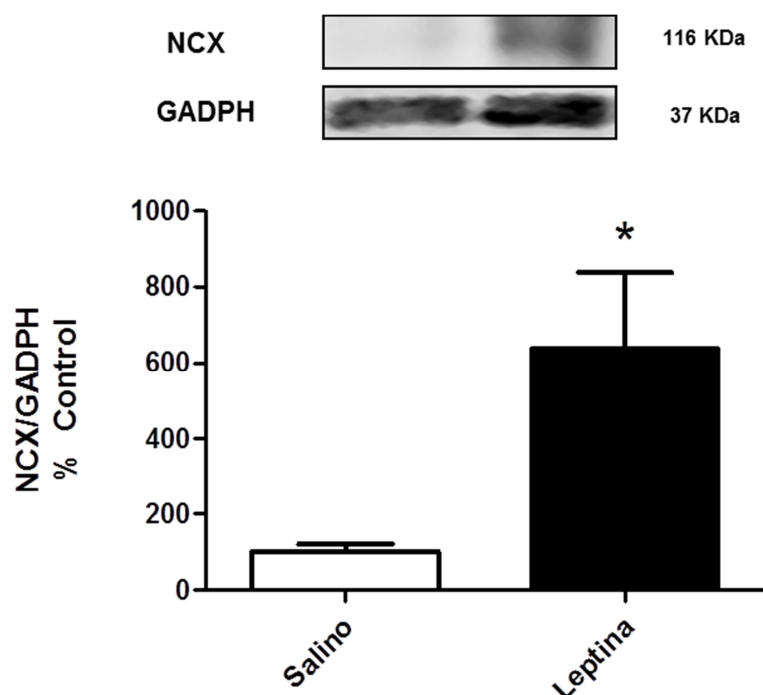 NCX 116 KDa
GADPH 37 KDa
1000
800
600
400
200
0
NCX/GADPH
% Control
*
Salino
Leptina